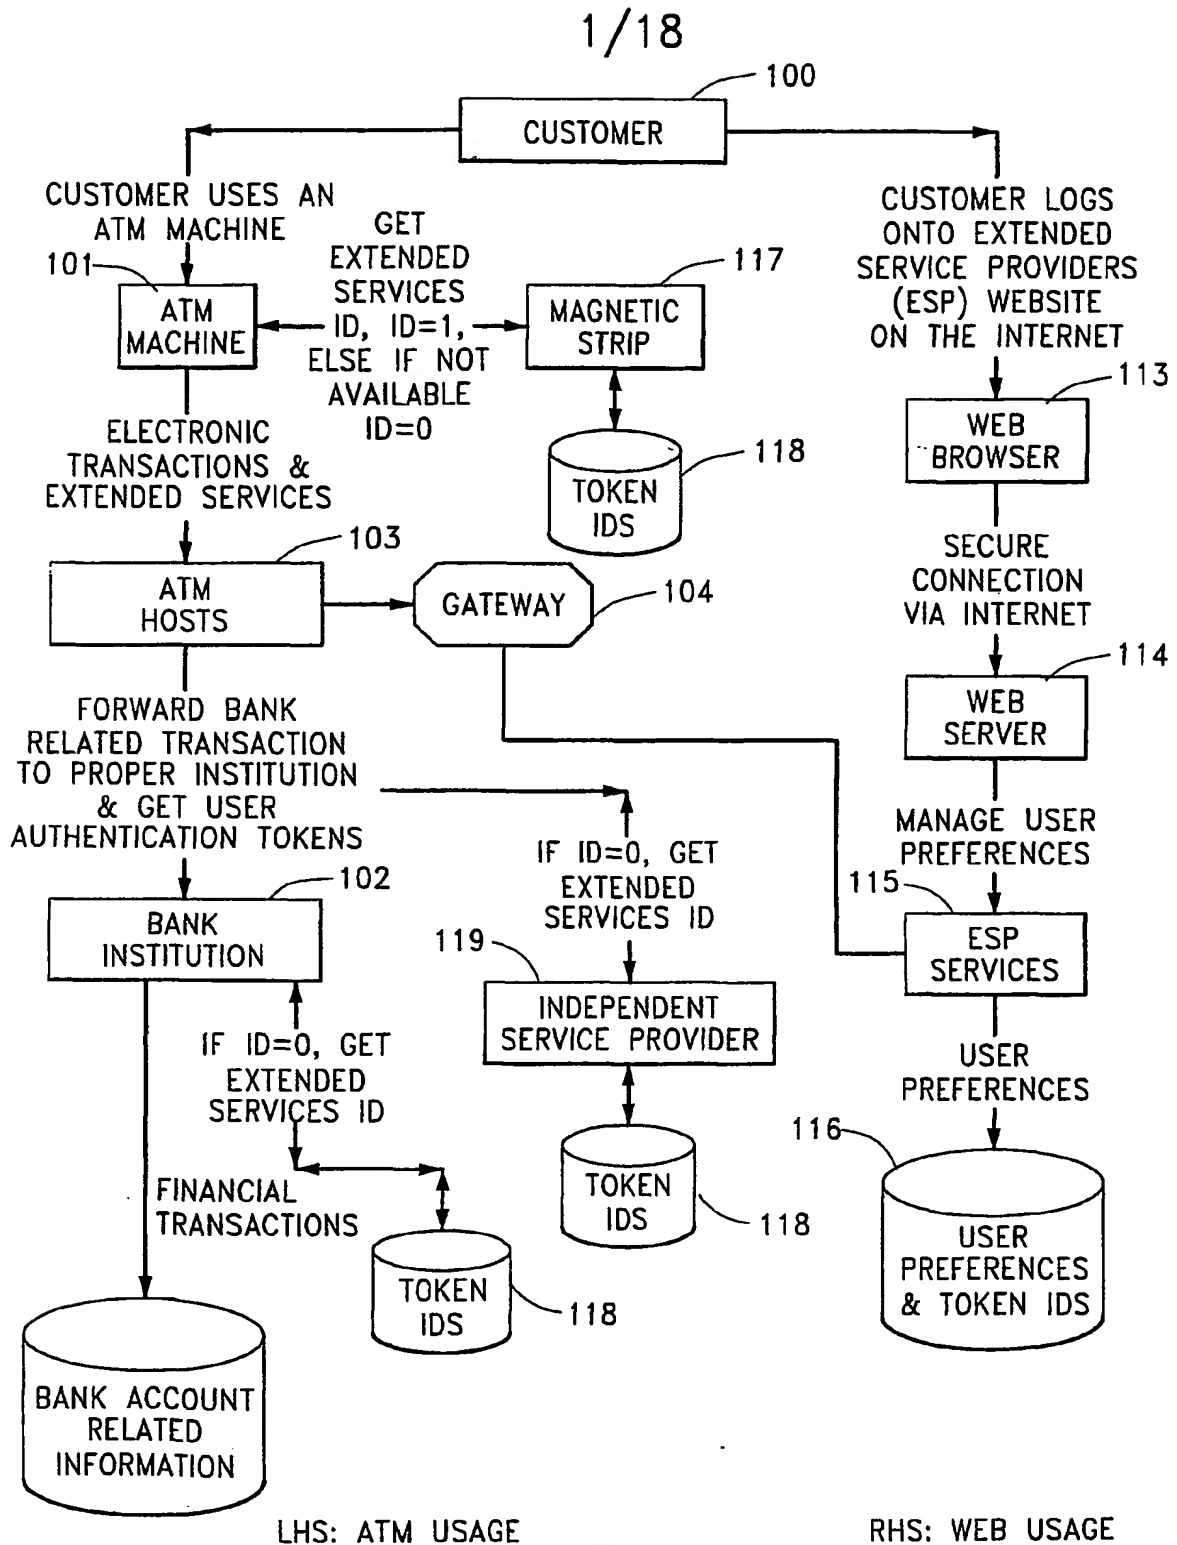 1/18
100
CUSTOMER
CUSTOMER USES AN
ATM MACHINE
101
ATM
MACHINE
GET
EXTENDED
SERVICES
ID, ID=1,
ELSE IF NOT
AVAILABLE
ID=0
117
MAGNETIC
STRIP
118
TOKEN
IDS
CUSTOMER LOGS
ONTO EXTENDED
SERVICE PROVIDERS
(ESP) WEBSITE
ON THE INTERNET
113
WEB
BROWSER
ELECTRONIC
TRANSACTIONS &
EXTENDED SERVICES
103
ATM
HOSTS
GATEWAY
104
SECURE
CONNECTION
VIA INTERNET
114
WEB
SERVER
FORWARD BANK
RELATED TRANSACTION
TO PROPER INSTITUTION
& GET USER
AUTHENTICATION TOKENS
MANAGE USER
PREFERENCES
102
BANK
INSTITUTION
IF ID=0, GET
EXTENDED
SERVICES ID
115
ESP
SERVICES
119
INDEPENDENT
SERVICE PROVIDER
IF ID=0, GET
EXTENDED
SERVICES ID
USER
PREFERENCES
116
TOKEN
IDS
118
FINANCIAL
TRANSACTIONS
USER
PREFERENCES
& TOKEN IDS
TOKEN
IDS
118
BANK ACCOUNT
RELATED
INFORMATION
LHS: ATM USAGE
RHS: WEB USAGE